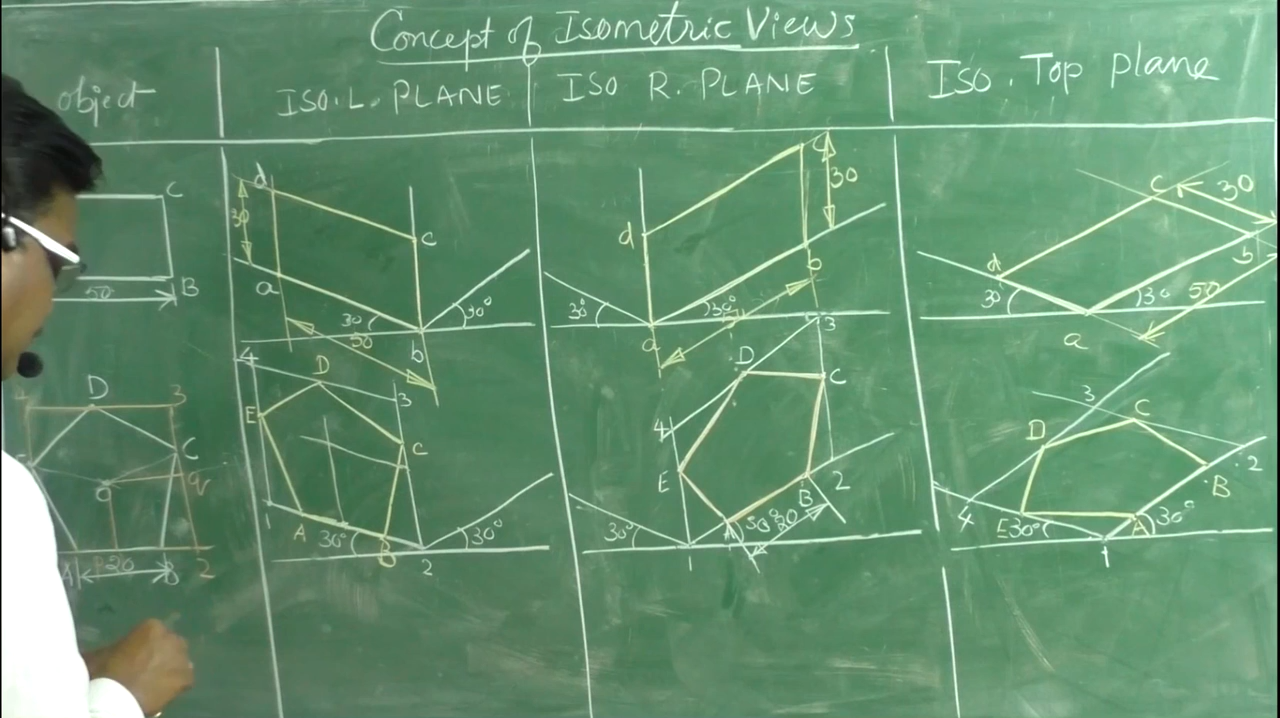 Concept of Isometric Views
object
ISO. L. PLANE
ISO R. PLANE
ISO. Top plane
C
B
50
d
30
a
c
30
30°
50
b
C
30
d
b
30
30°
a
c
30
d
b
30
30
50
a
D
3
C
q
o
A
20
B
2
4
D
3
E
C
1
A
30°
B
30°
2
3
D
C
4
E
2
B
30°
A
30
20
1
3
C
D
2
B
4
E
30°
A
30°
1